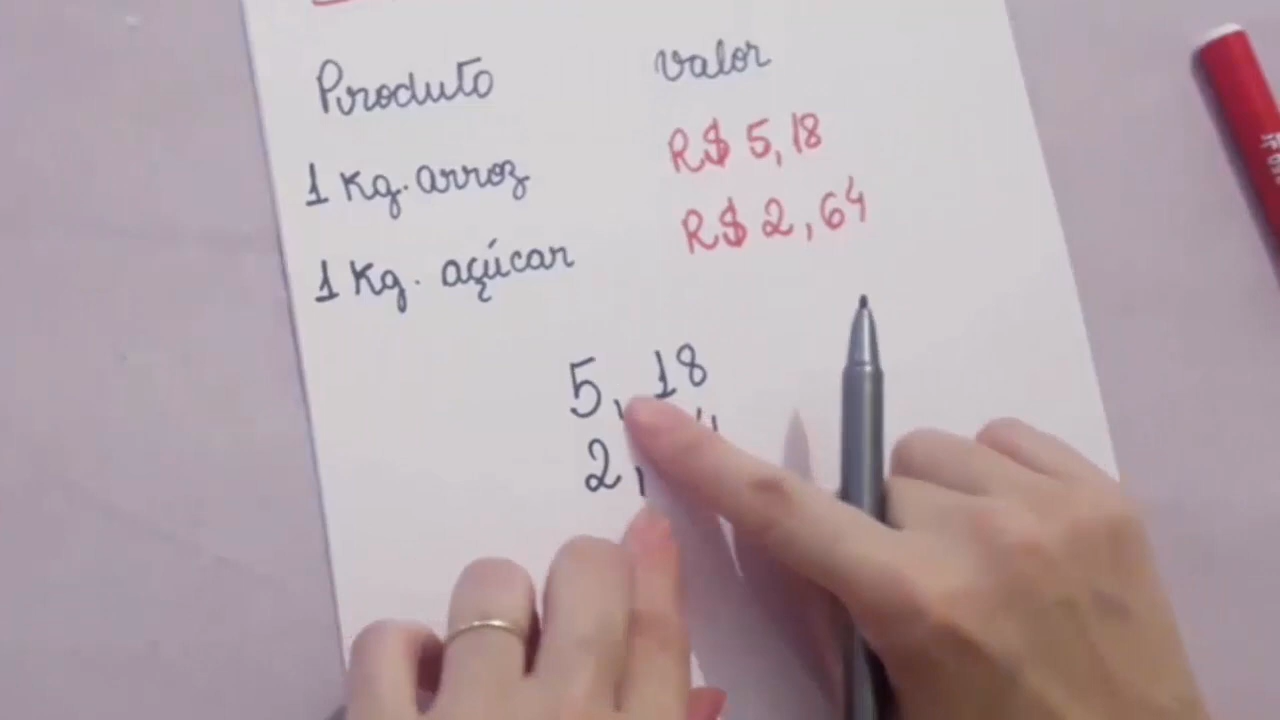 Produto valor
1 Kg. arroz R$ 5,18
1 Kg. açúcar R$ 2,64
5,18
2,